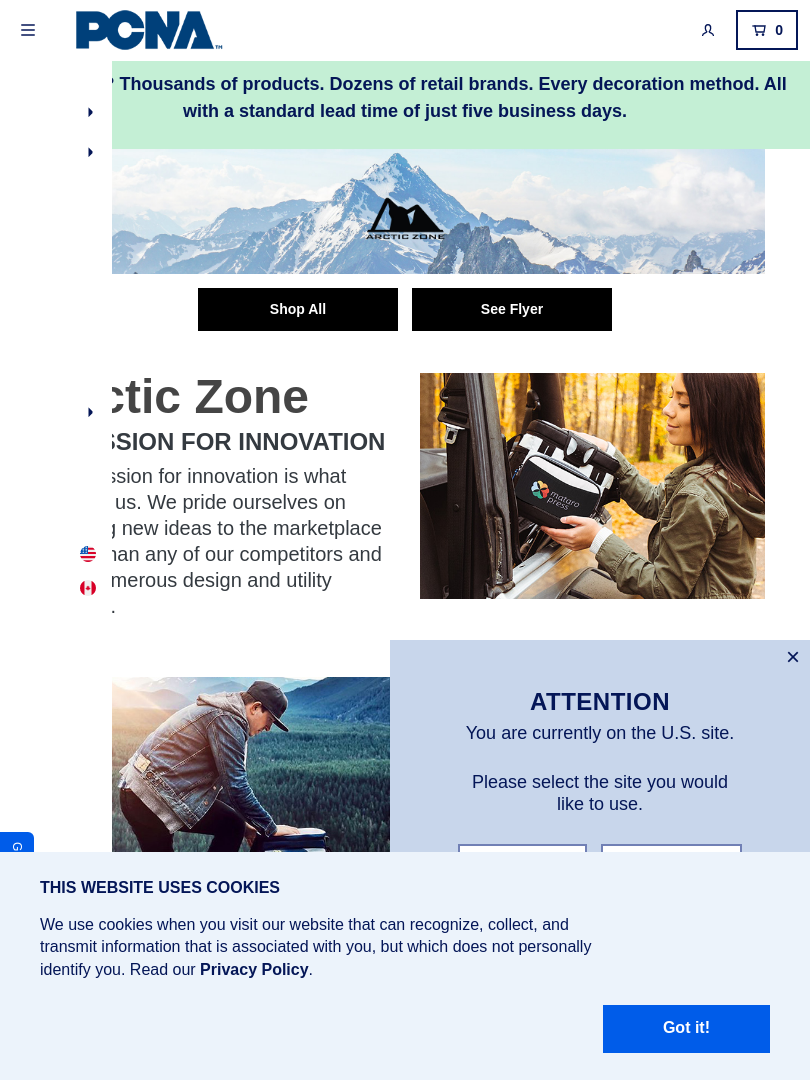 PCNA
0
? Thousands of products. Dozens of retail brands. Every decoration method. All
with a standard lead time of just five business days.
ARCTIC ZONE
Shop All
See Flyer
ctic Zone
SSION FOR INNOVATION
ssion for innovation is what
us. We pride ourselves on
g new ideas to the marketplace
han any of our competitors and
merous design and utility
.
mataro
press
ATTENTION
You are currently on the U.S. site.
Please select the site you would
like to use.
G
THIS WEBSITE USES COOKIES
We use cookies when you visit our website that can recognize, collect, and
transmit information that is associated with you, but which does not personally
identify you. Read our Privacy Policy.
Got it!